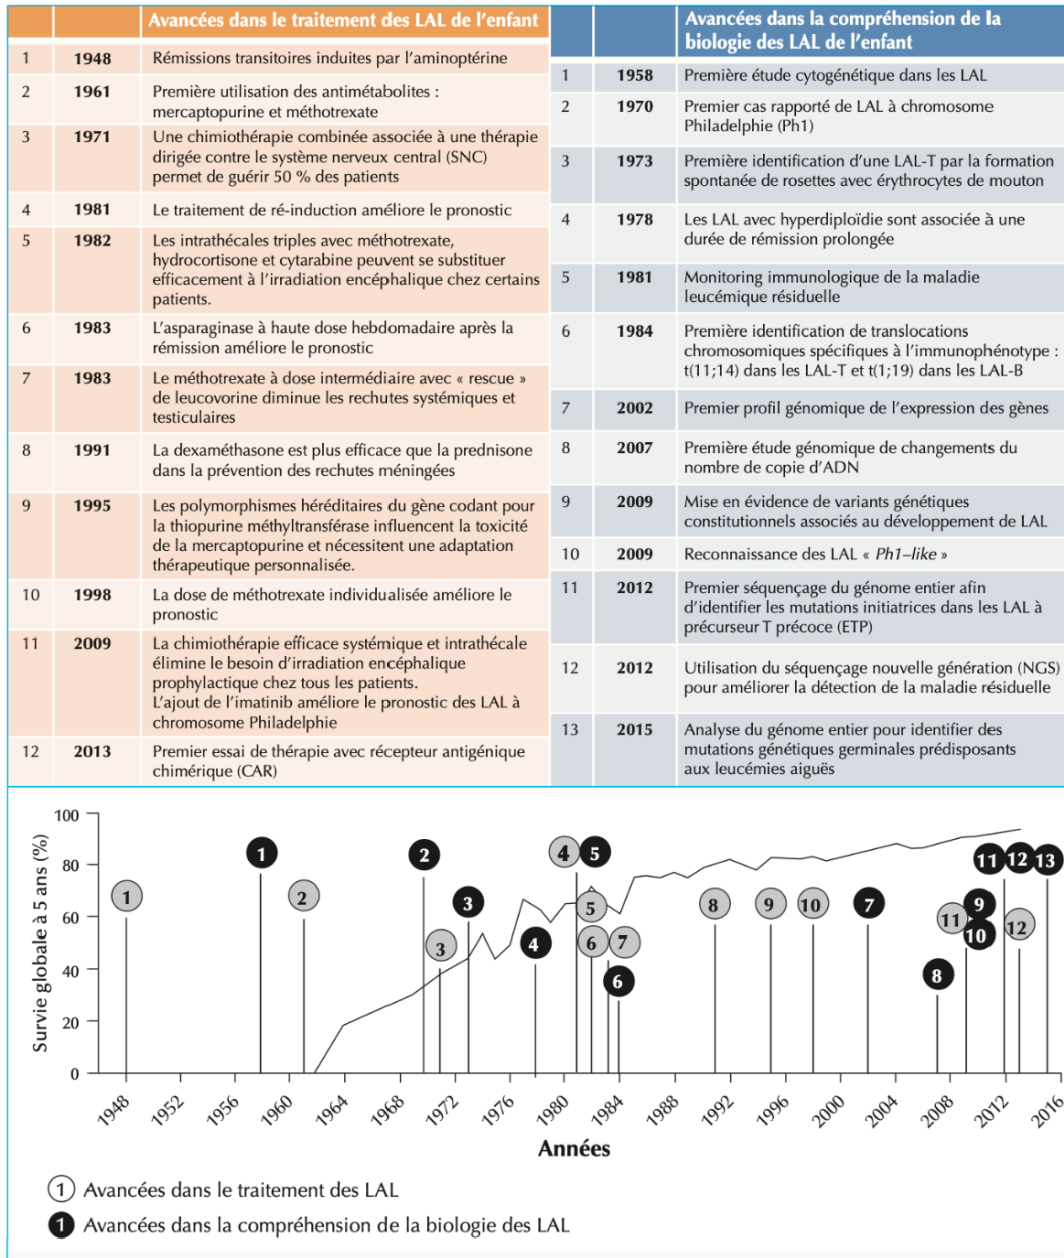 Avancées dans le traitement des LAL de l'enfant
1 1948 Rémissions transitoires induites par l'aminoptérine
2 1961 Première utilisation des antimétabolites :
mercaptopurine et méthotrexate
3 1971 Une chimiothérapie combinée associée à une thérapie
dirigée contre le système nerveux central (SNC)
permet de guérir 50 % des patients
4 1981 Le traitement de ré-induction améliore le pronostic
5 1982 Les intrathécales triples avec méthotrexate,
hydrocortisone et cytarabine peuvent se substituer
efficacement à l'irradiation encéphalique chez certains
patients.
6 1983 L'asparaginase à haute dose hebdomadaire après la
rémission améliore le pronostic
7 1983 Le méthotrexate à dose intermédiaire avec « rescue »
de leucovorine diminue les rechutes systémiques et
testiculaires
8 1991 La dexaméthasone est plus efficace que la prednisone
dans la prévention des rechutes méningées
9 1995 Les polymorphismes héréditaires du gène codant pour
la thiopurine méthyltransférase influencent la toxicité
de la mercaptopurine et nécessitent une adaptation
thérapeutique personnalisée.
10 1998 La dose de méthotrexate individualisée améliore le
pronostic
11 2009 La chimiothérapie efficace systémique et intrathécale
élimine le besoin d'irradiation encéphalique
prophylactique chez tous les patients.
L'ajout de l'imatinib améliore le pronostic des LAL à
chromosome Philadelphie
12 2013 Premier essai de thérapie avec récepteur antigénique
chimérique (CAR)
Avancées dans la compréhension de la
biologie des LAL de l'enfant
1 1958 Première étude cytogénétique dans les LAL
2 1970 Premier cas rapporté de LAL à chromosome
Philadelphie (Ph1)
3 1973 Première identification d'une LAL-T par la formation
spontanée de rosettes avec érythrocytes de mouton
4 1978 Les LAL avec hyperdiploïdie sont associée à une
durée de rémission prolongée
5 1981 Monitoring immunologique de la maladie
leucémique résiduelle
6 1984 Première identification de translocations
chromosomiques spécifiques à l'immunophénotype :
t(11;14) dans les LAL-T et t(1;19) dans les LAL-B
7 2002 Premier profil génomique de l'expression des gènes
8 2007 Première étude génomique de changements du
nombre de copie d'ADN
9 2009 Mise en évidence de variants génétiques
constitutionnels associés au développement de LAL
10 2009 Reconnaissance des LAL « Ph1–like »
11 2012 Premier séquençage du génome entier afin
d'identifier les mutations initiatrices dans les LAL à
précurseur T précoce (ETP)
12 2012 Utilisation du séquençage nouvelle génération (NGS)
pour améliorer la détection de la maladie résiduelle
13 2015 Analyse du génome entier pour identifier des
mutations génétiques germinales prédisposants
aux leucémies aiguës
Survie globale à 5 ans (%)
100
80
60
40
20
0
1 1 2 2 3 3 4 4 5 5 6 6 7 8 9 10 7 8 11 9 10 11 12 12 13
1948 1952 1956 1960 1964 1968 1972 1976 1980 1984 1988 1992 1996 2000 2004 2008 2012 2016
Années
1 Avancées dans le traitement des LAL
1 Avancées dans la compréhension de la biologie des LAL